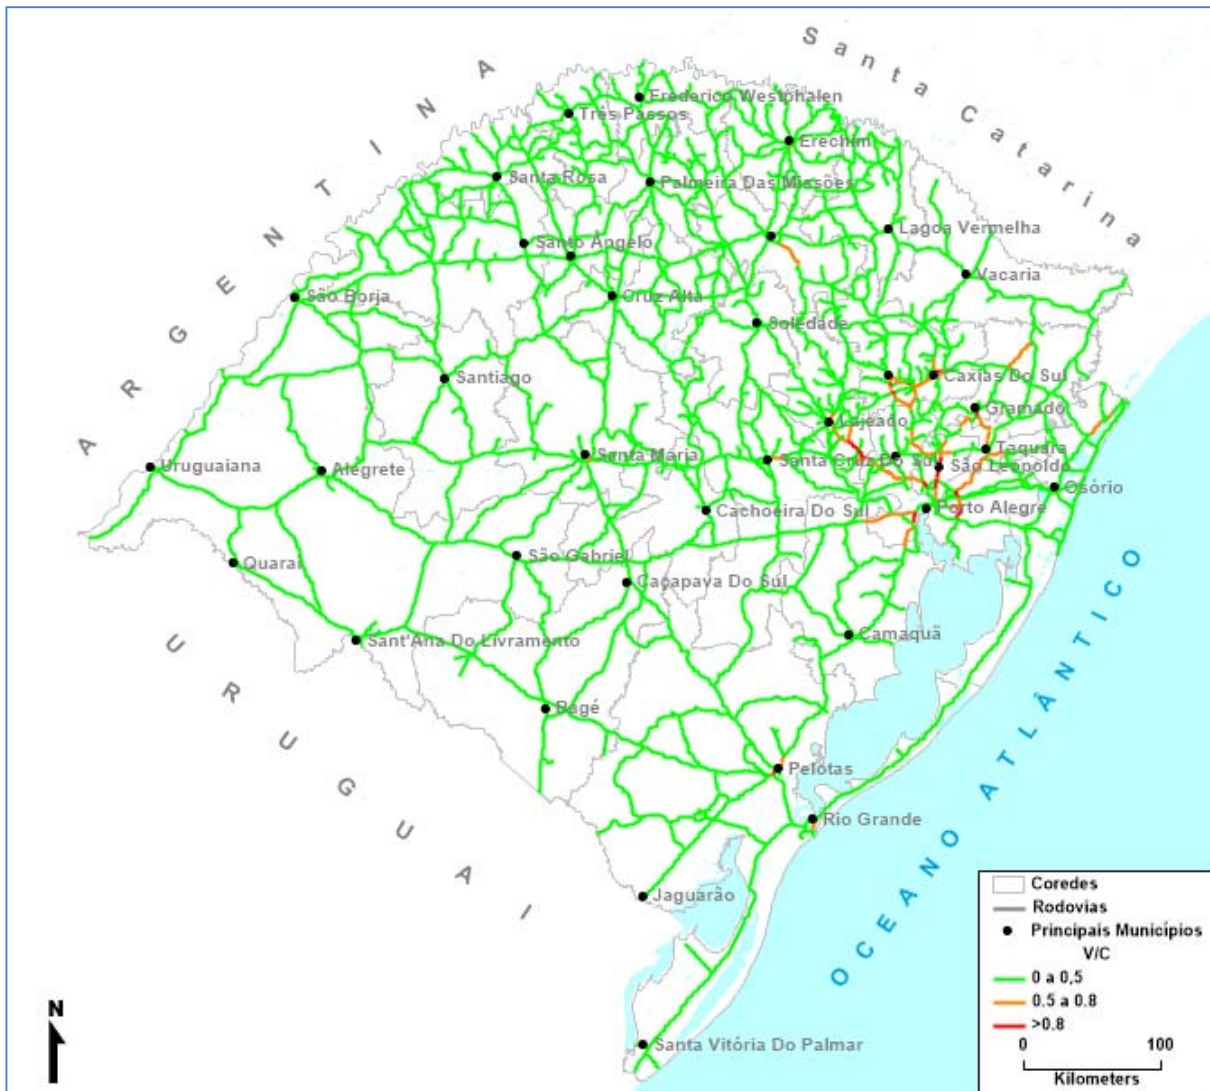 Santa Catarina
ARGENTINA
Frederico Westphalen
Três Passos
Erechim
Santa Rosa
Palmeira Das Missões
Lagoa Vermelha
Santo Ângelo
Vacaria
São Borja
Cruz Alta
Soledade
Santiago
Caxias Do Sul
Gramado
Lajeado
Taquara
Santa Maria
Santa Cruz Do Sul
São Leopoldo
Uruguaiana
Alegrete
Osório
Cachoeira Do Sul
Porto Alegre
São Gabriel
Quaraí
Caçapava Do Sul
Camaquã
Sant'Ana Do Livramento
URUGUAI
Bagé
Pelotas
Rio Grande
OCEANO ATLÂNTICO
Jaguarão
Santa Vitória Do Palmar
N
Coredes
Rodovias
Principais Municípios
V/C
0 a 0,5
0.5 a 0.8
>0.8
0 100
Kilometers